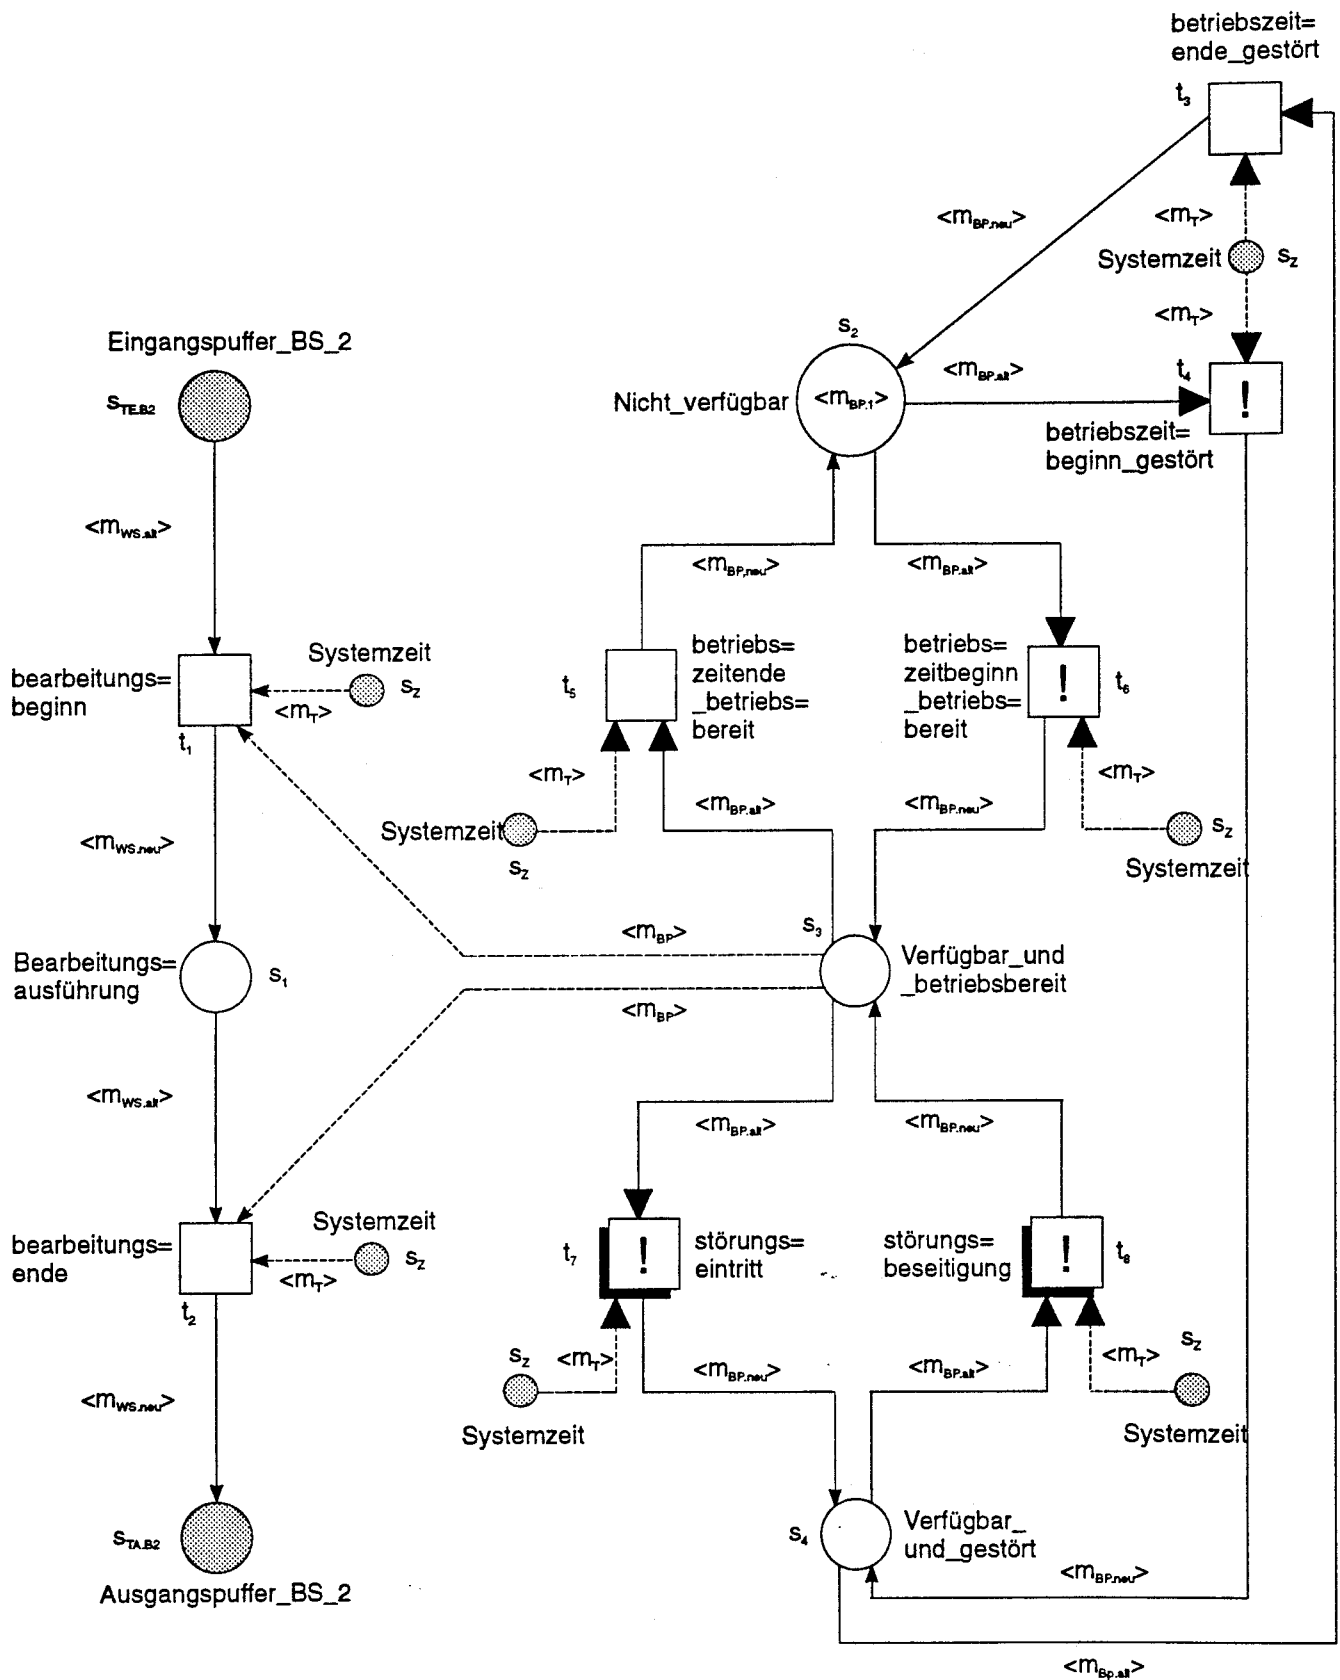 betriebszeit=
ende_gestört
t3
<mBP.neu>
<mT>
Systemzeit sZ
<mT>
Eingangspuffer_BS_2
sTE.B2
s2
Nicht_verfügbar
<mBP.1>
<mBP.alt>
t4
!
betriebszeit=
beginn_gestört
<mWS.alt>
<mBP,neu>
<mBP.alt>
bearbeitungs=
beginn
t1
Systemzeit
sZ
<mT>
t5
betriebs=
zeitende
_betriebs=
bereit
betriebs=
zeitbeginn
_betriebs=
bereit
!
t6
<mT>
<mBP.alt>
<mBP.neu>
<mT>
Systemzeit
sZ
sZ
Systemzeit
<mWS.neu>
Bearbeitungs=
ausführung
s1
<mBP>
<mBP>
s3
Verfügbar_und
_betriebsbereit
<mWS.alt>
<mBP.alt>
<mBP.neu>
bearbeitungs=
ende
t2
Systemzeit
sZ
<mT>
t7
!
störungs=
eintritt
störungs=
beseitigung
!
t8
sZ
<mT>
Systemzeit
<mBP.neu>
<mBP.alt>
<mT>
sZ
Systemzeit
<mWS.neu>
sTA.B2
Ausgangspuffer_BS_2
s4
Verfügbar_
und_gestört
<mBP.neu>
<mBp.alt>